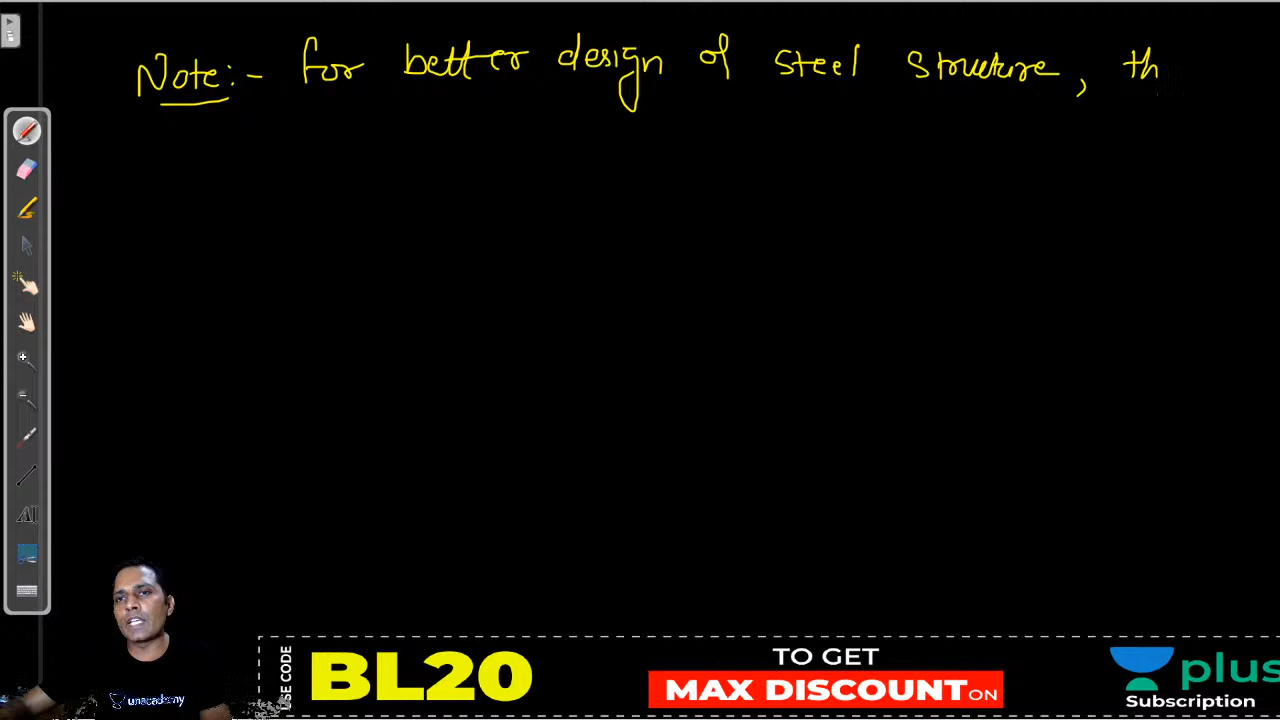 Note:- for better design of steel structure, th
unacademy
USE CODE
BL20
TO GET
MAX DISCOUNT ON
plus
Subscription